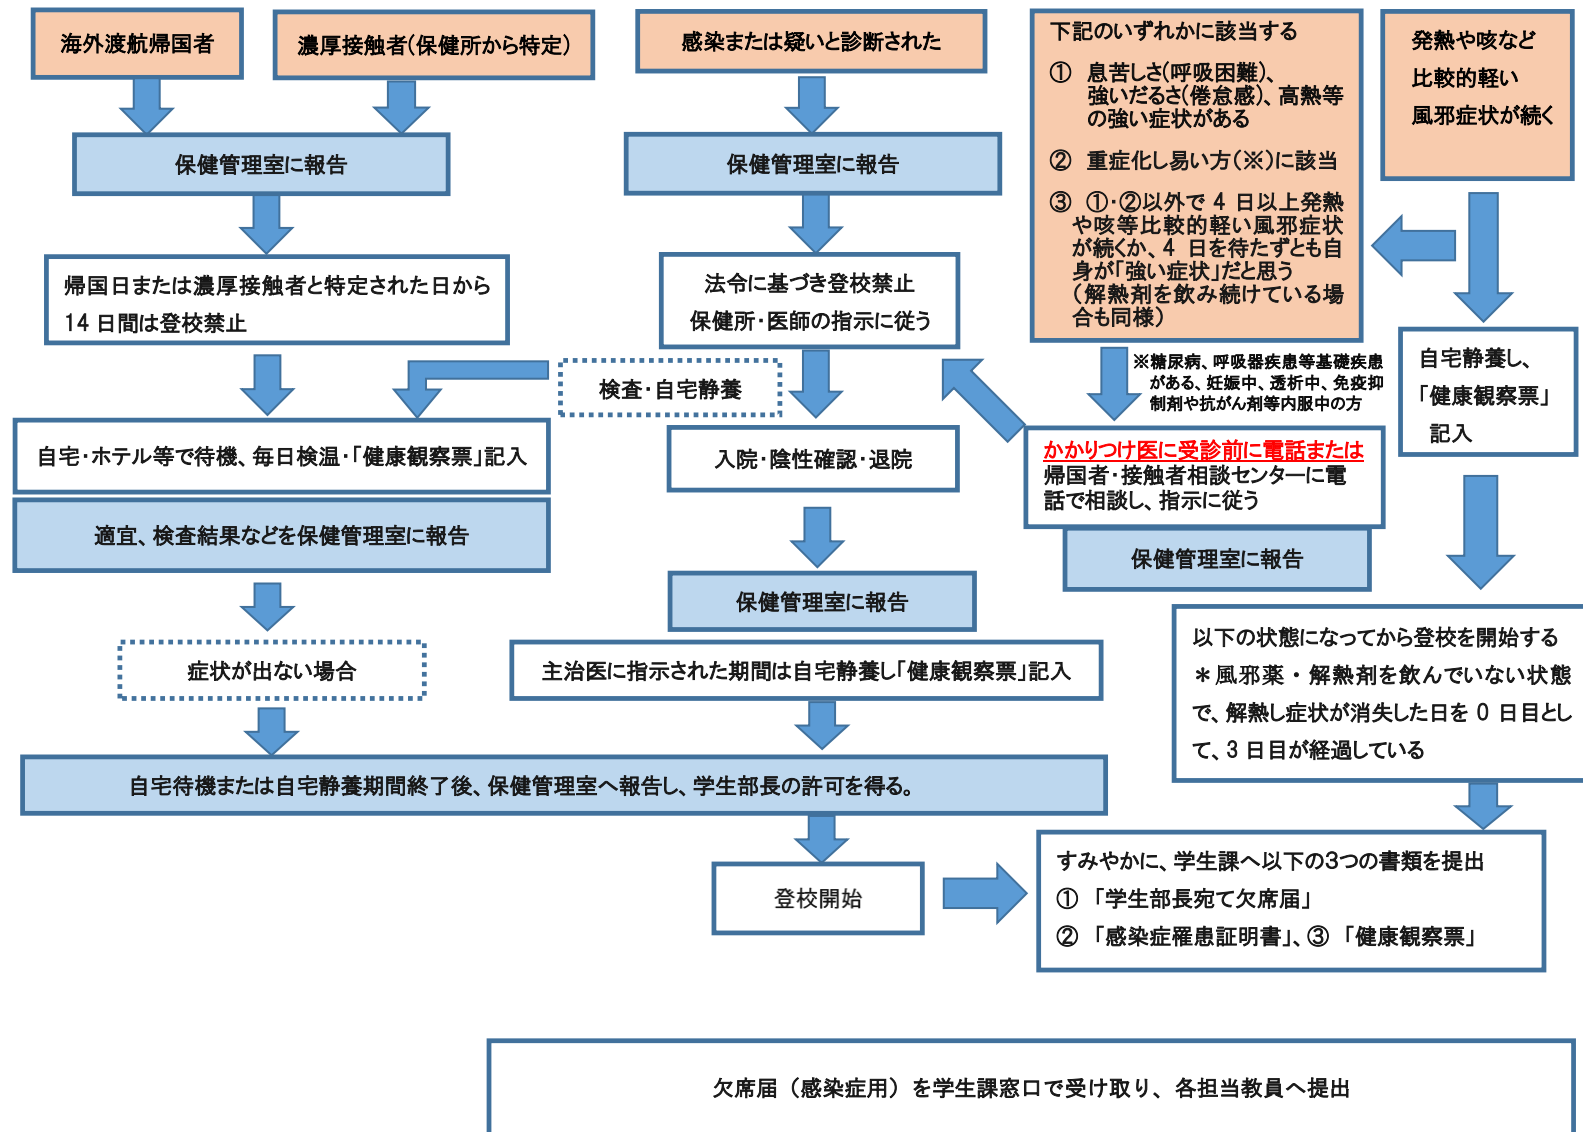 海外渡航帰国者
濃厚接触者(保健所から特定)
保健管理室に報告
帰国日または濃厚接触者と特定された日から
14 日間は登校禁止
自宅・ホテル等で待機、毎日検温・「健康観察票」記入
適宜、検査結果などを保健管理室に報告
症状が出ない場合
感染または疑いと診断された
保健管理室に報告
法令に基づき登校禁止
保健所・医師の指示に従う
検査・自宅静養
入院・陰性確認・退院
保健管理室に報告
主治医に指示された期間は自宅静養し「健康観察票」記入
自宅待機または自宅静養期間終了後、保健管理室へ報告し、学生部長の許可を得る。
登校開始
下記のいずれかに該当する
① 息苦しさ(呼吸困難)、
強いだるさ(倦怠感)、高熱等
の強い症状がある
② 重症化し易い方(※)に該当
③ ①・②以外で 4 日以上発熱
や咳等比較的軽い風邪症状
が続くか、4 日を待たずとも自
身が「強い症状」だと思う
(解熱剤を飲み続けている場
合も同様)
※糖尿病、呼吸器疾患等基礎疾患
がある、妊娠中、透析中、免疫抑
制剤や抗がん剤等内服中の方
かかりつけ医に受診前に電話または
帰国者・接触者相談センターに電
話で相談し、指示に従う
保健管理室に報告
発熱や咳など
比較的軽い
風邪症状が続く
自宅静養し、
「健康観察票」
記入
以下の状態になってから登校を開始する
＊風邪薬・解熱剤を飲んでいない状態
で、解熱し症状が消失した日を 0 日目とし
て、3 日目が経過している
すみやかに、学生課へ以下の3つの書類を提出
① 「学生部長宛て欠席届」
② 「感染症罹患証明書」、③ 「健康観察票」
欠席届（感染症用）を学生課窓口で受け取り、各担当教員へ提出